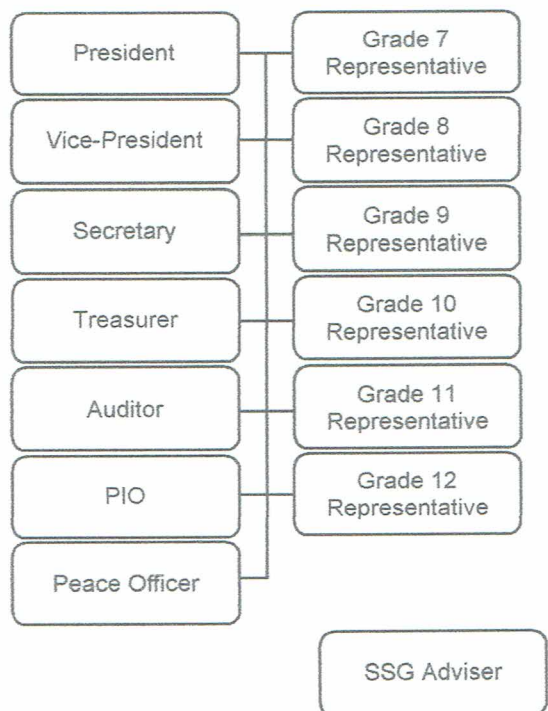 President
Grade 7
Representative
Vice-President
Grade 8
Representative
Secretary
Grade 9
Representative
Treasurer
Grade 10
Representative
Auditor
Grade 11
Representative
PIO
Grade 12
Representative
Peace Officer
SSG Adviser